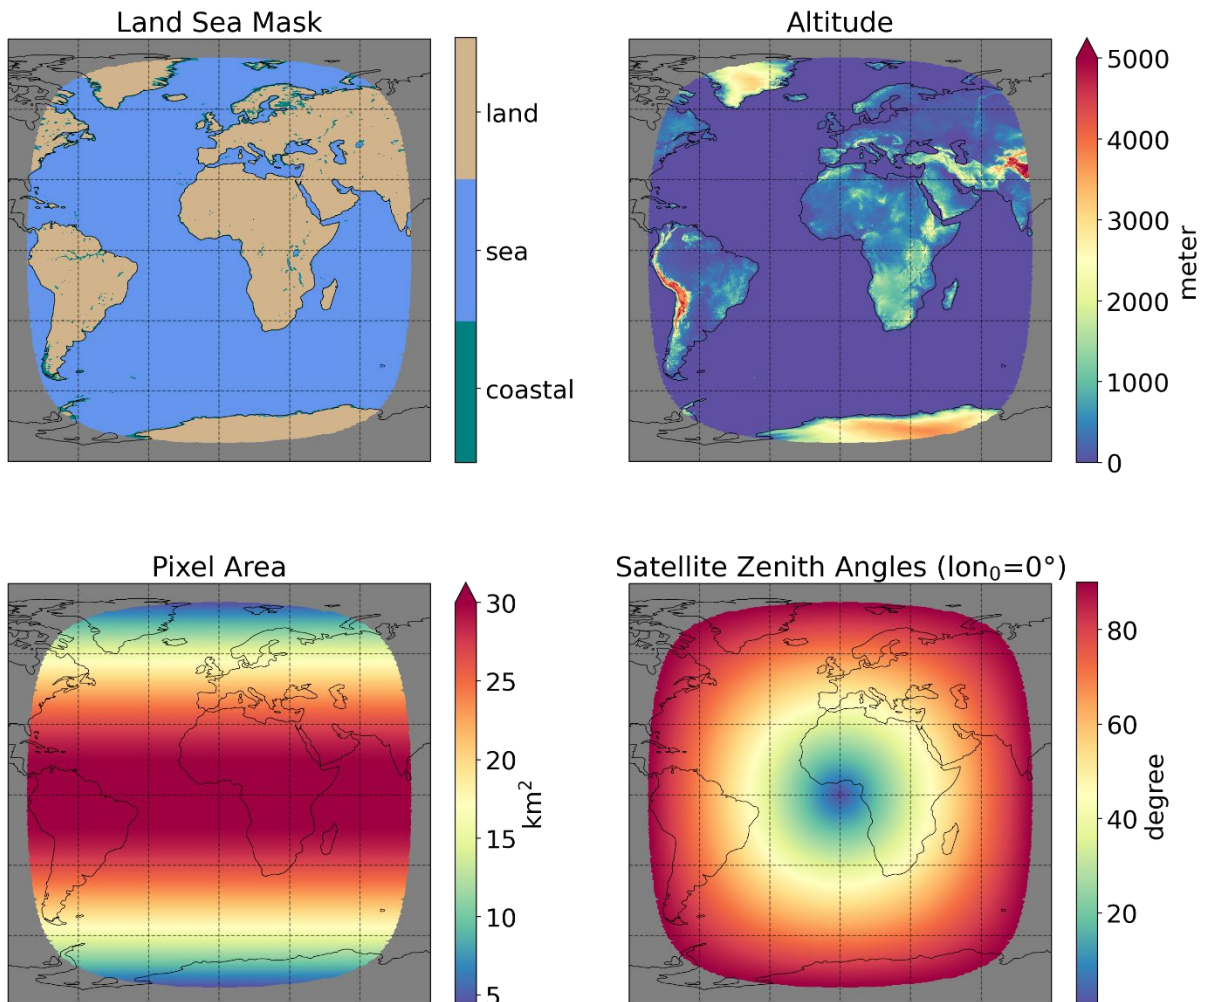 Land Sea Mask
land
sea
coastal
Altitude
5000
4000
3000
2000
1000
0
meter
Pixel Area
30
25
20
15
10
5
km²
Satellite Zenith Angles (lon₀=0°)
80
60
40
20
degree